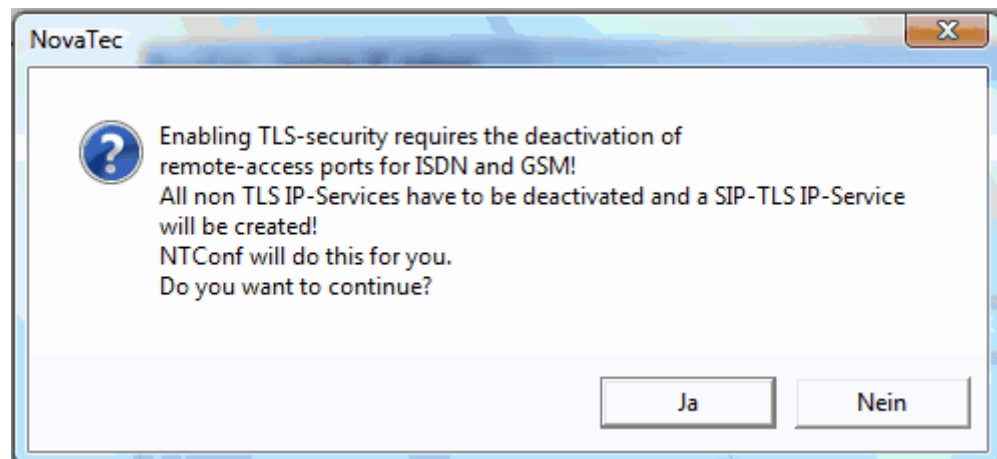 NovaTec
Enabling TLS-security requires the deactivation of
remote-access ports for ISDN and GSM!
All non TLS IP-Services have to be deactivated and a SIP-TLS IP-Service
will be created!
NTConf will do this for you.
Do you want to continue?
Ja
Nein